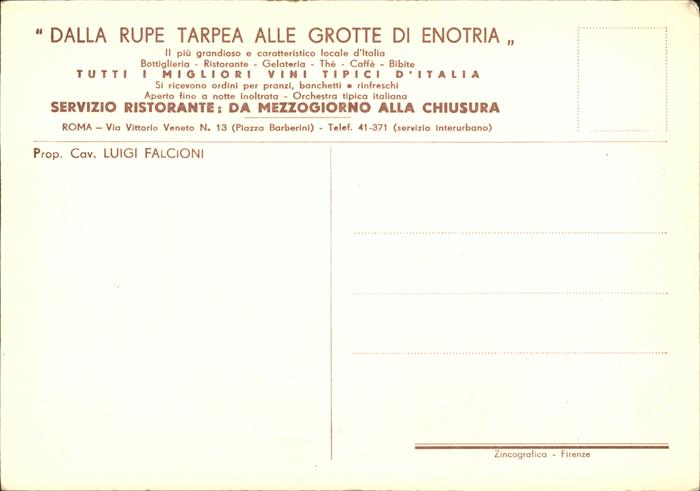 “ DALLA RUPE TARPEA ALLE GROTTE DI ENOTRIA „
Il più grandioso e caratteristico locale d'Italia
Bottiglieria - Ristorante - Gelateria - Thè - Caffè - Bibite
TUTTI I MIGLIORI VINI TIPICI D'ITALIA
Si ricevono ordini per pranzi, banchetti e rinfreschi
Aperto fino a notte inoltrata - Orchestra tipica italiana
SERVIZIO RISTORANTE: DA MEZZOGIORNO ALLA CHIUSURA
ROMA — Via Vittorio Veneto N. 13 (Piazza Barberini) - Telef. 41-371 (servizio interurbano)
Prop. Cav. LUIGI FALCIONI
Zincografica - Firenze